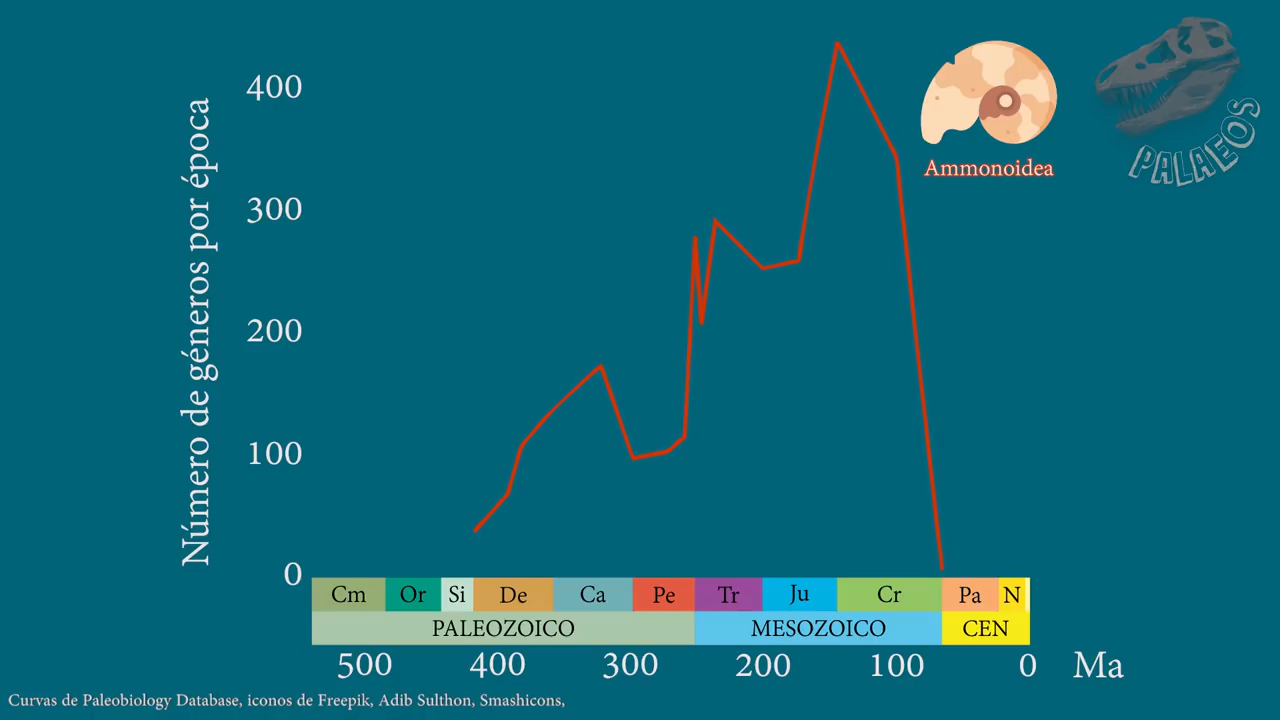 PALAEOS
Ammonoidea
Número de géneros por época
400
300
200
100
0
Cm Or Si De Ca Pe Tr Ju Cr Pa N
PALEOZOICO MESOZOICO CEN
500 400 300 200 100 0 Ma
Curvas de Paleobiology Database, iconos de Freepik, Adib Sulthon, Smashicons,